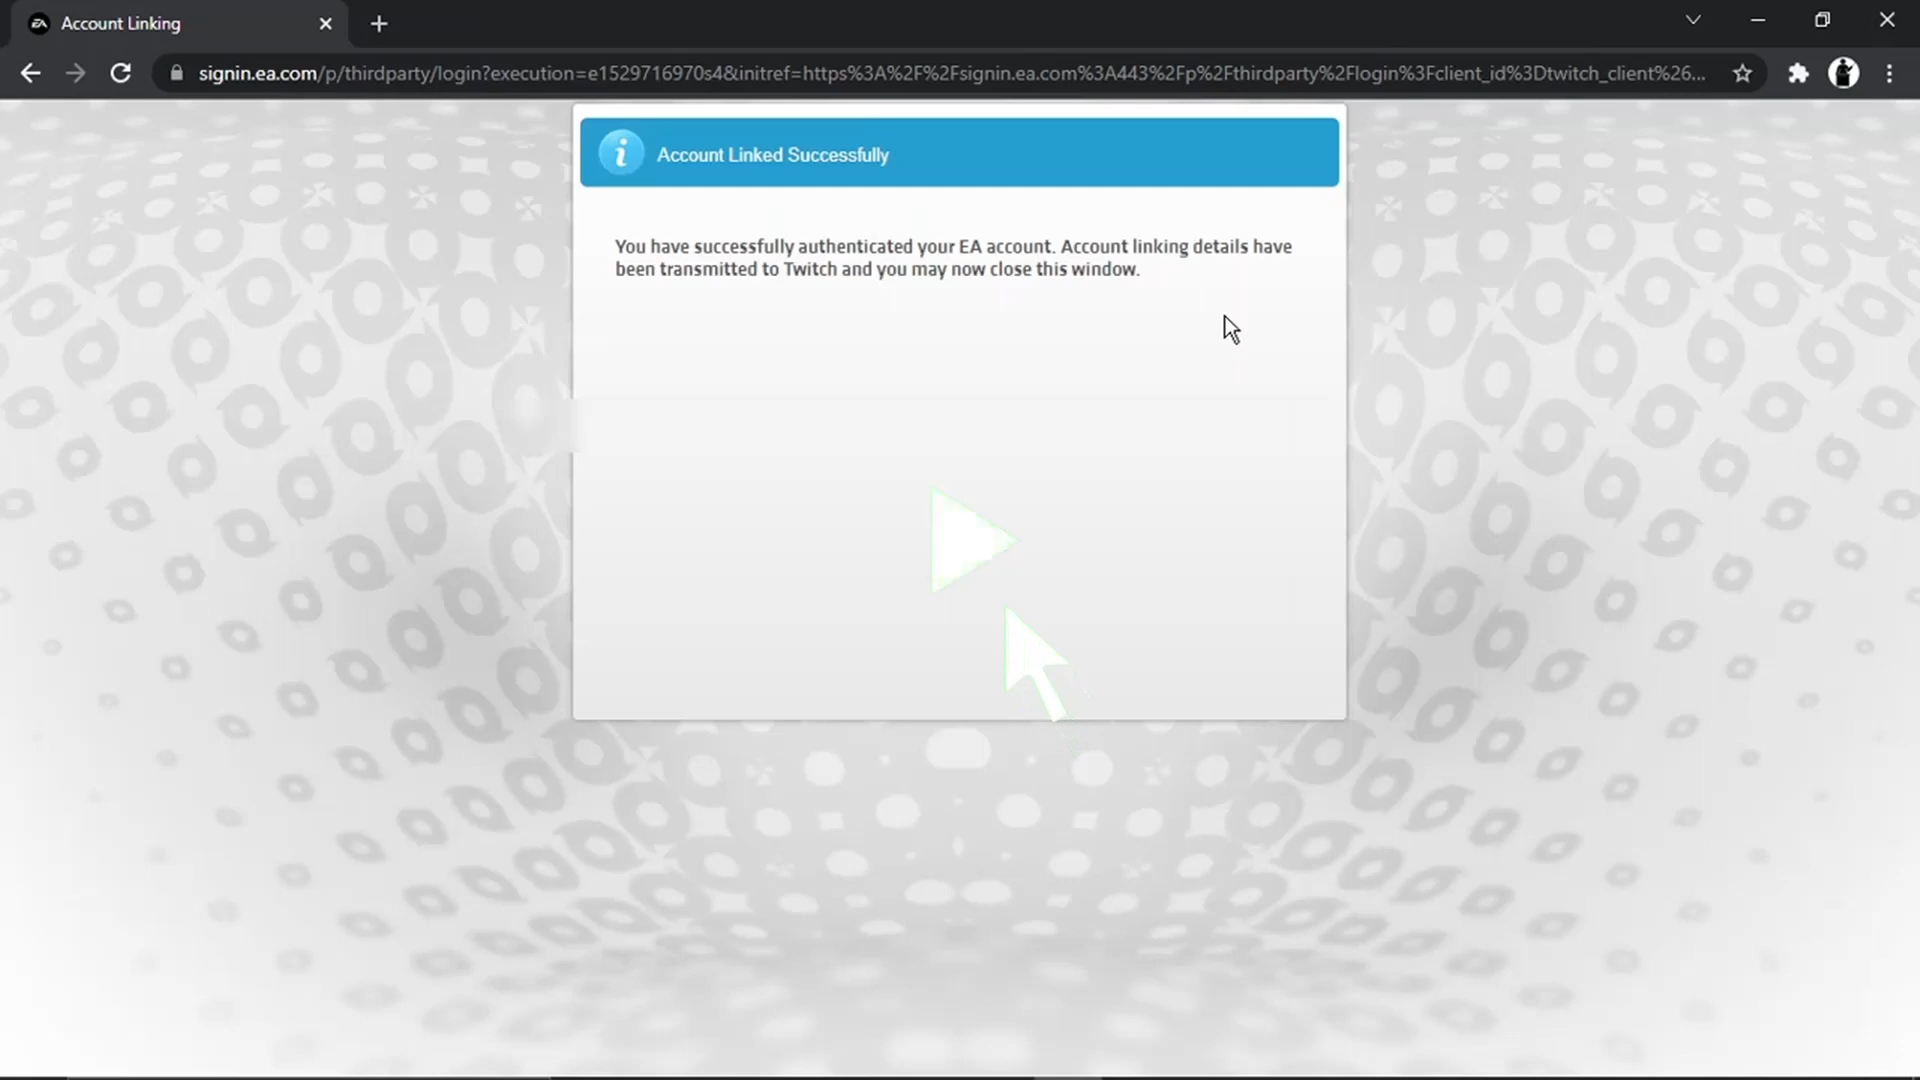 Account Linking
signin.ea.com/p/thirdparty/login?execution=e1529716970s4&initref=https%3A%2F%2Fsignin.ea.com%3A443%2Fp%2Fthirdparty%2Flogin%3Fclient_id%3Dtwitch_client%26...
Account Linked Successfully
You have successfully authenticated your EA account. Account linking details have
been transmitted to Twitch and you may now close this window.